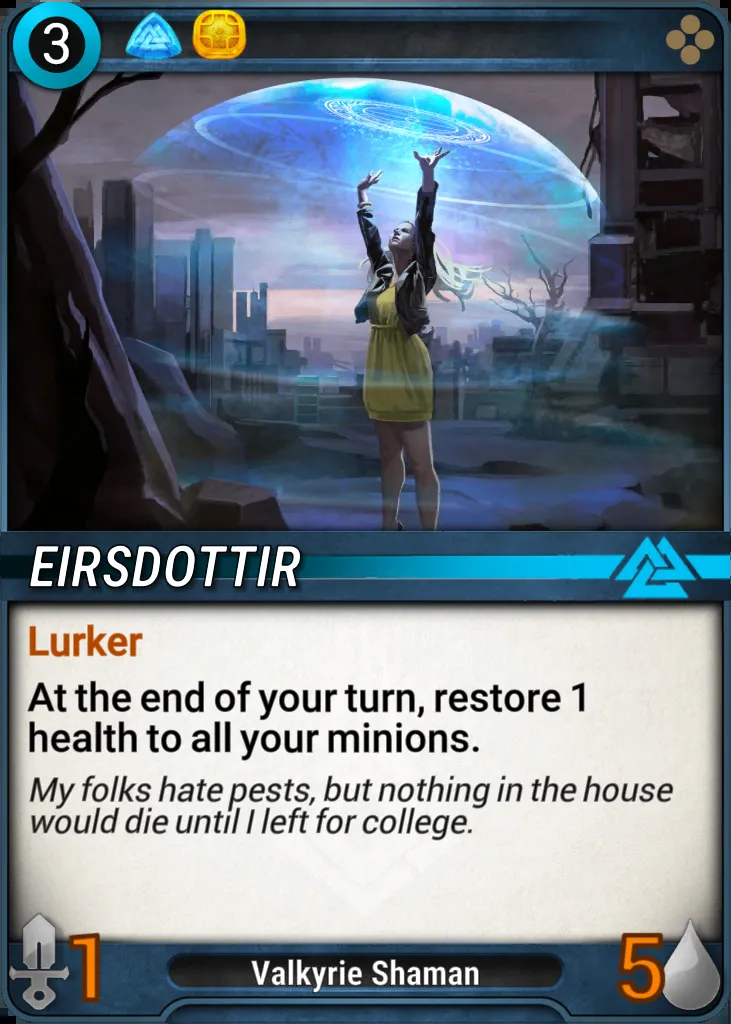 3
EIRSDOTTIR
Lurker
At the end of your turn, restore 1
health to all your minions.
My folks hate pests, but nothing in the house
would die until I left for college.
1
Valkyrie Shaman
5